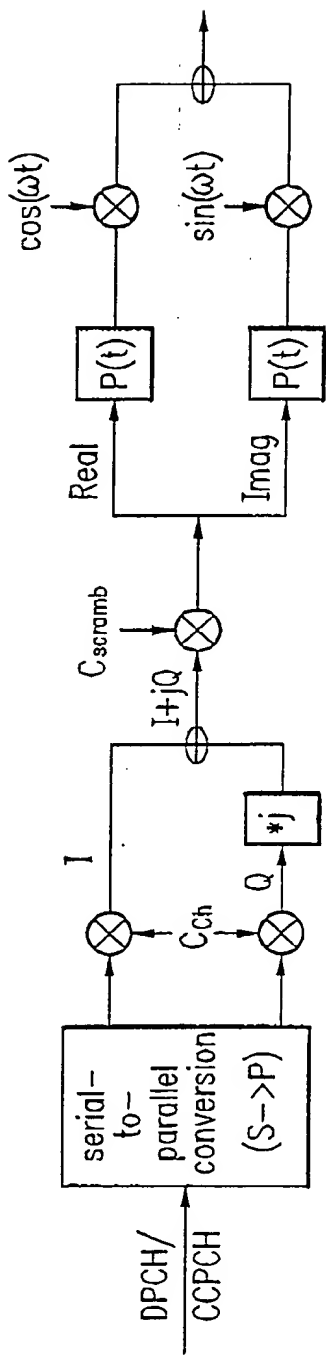 DPCH/
CCPCH
serial-
to-
parallel
conversion
(S->P)
I
C_Ch
Q
*j
I+jQ
C_scramb
Real
Imag
P(t)
P(t)
cos(ωt)
sin(ωt)